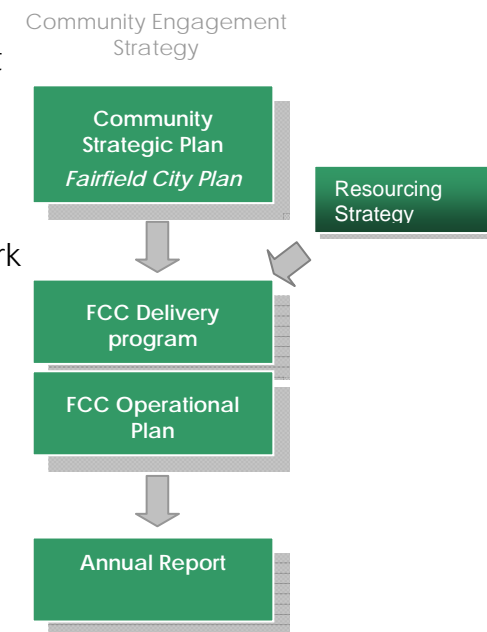 Community Engagement
Strategy
Community
Strategic Plan
Fairfield City Plan
Resourcing
Strategy
FCC Delivery
program
FCC Operational
Plan
Annual Report